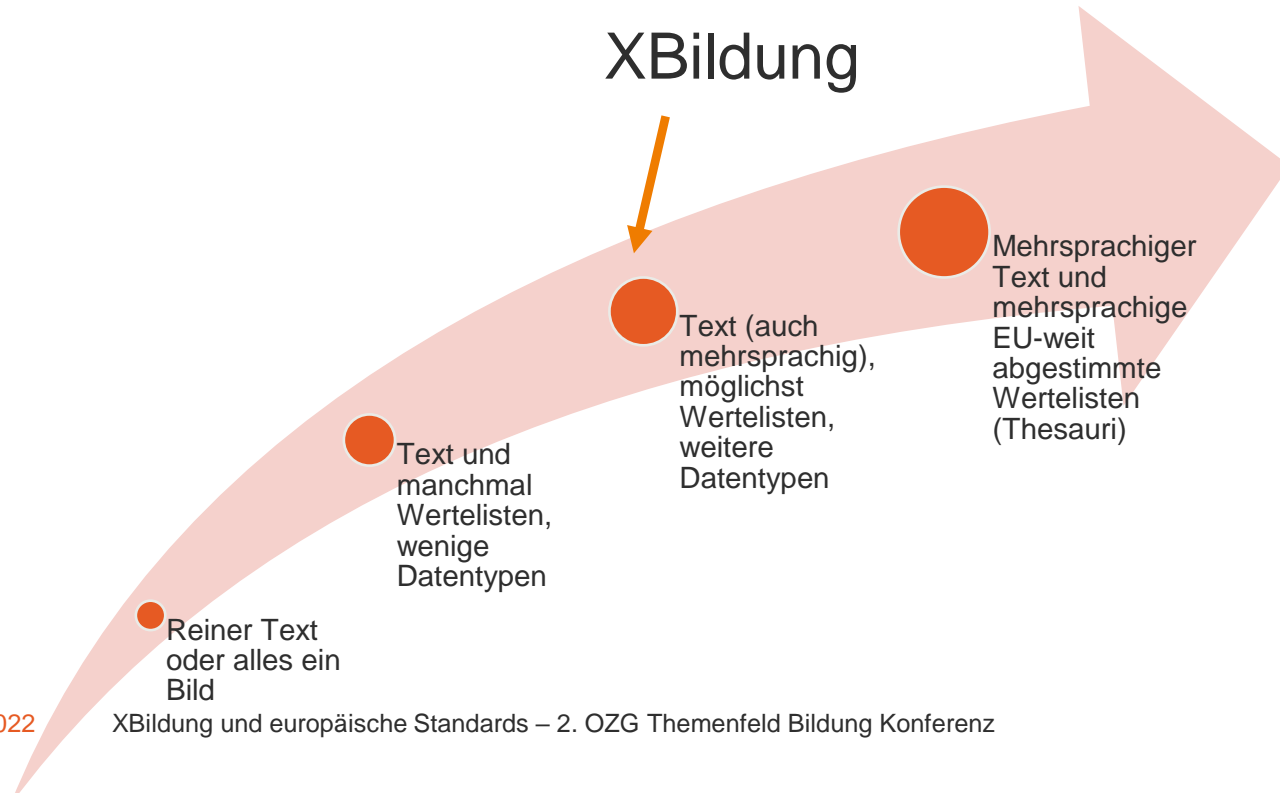 XBildung
Mehrsprachiger
Text und
mehrsprachige
EU-weit
abgestimmte
Wertelisten
(Thesauri)
Text (auch
mehrsprachig),
möglichst
Wertelisten,
weitere
Datentypen
Text und
manchmal
Wertelisten,
wenige
Datentypen
Reiner Text
oder alles ein
Bild
022 XBildung und europäische Standards – 2. OZG Themenfeld Bildung Konferenz